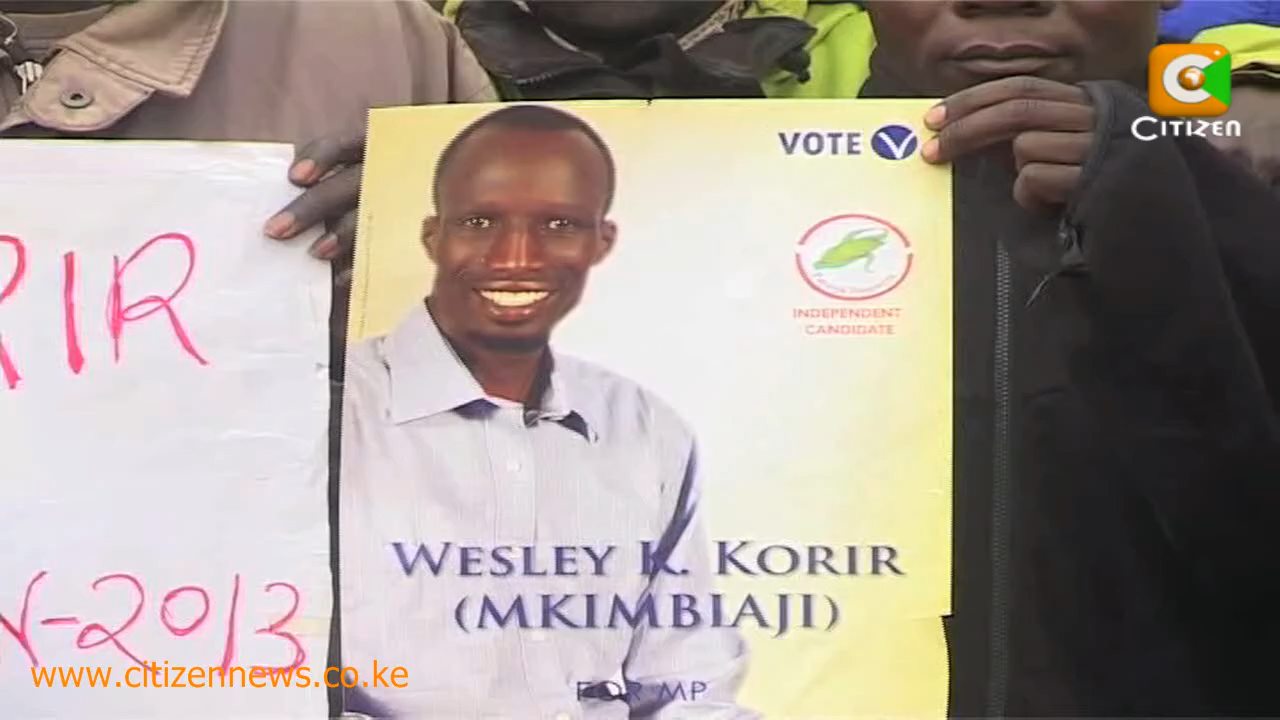 CITIZEN
VOTE
INDEPENDENT
CANDIDATE
RIR
-2013
WESLEY K. KORIR
(MKIMBIAJI)
FOR MP
www.citizennews.co.ke